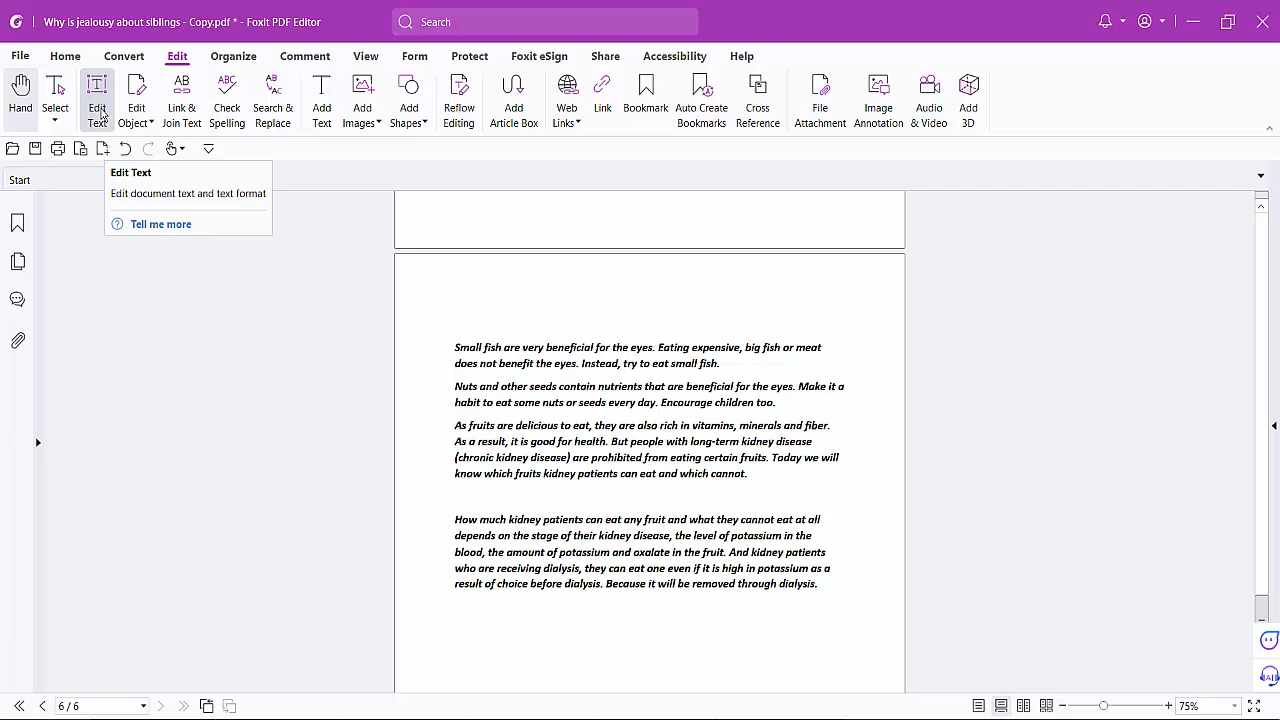 Why is jealousy about siblings - Copy.pdf * - Foxit PDF Editor
Search
File Home Convert Edit Organize Comment View Form Protect Foxit eSign Share Accessibility Help
Hand
Select
Edit Text
Edit Object
Link & Join Text
Check Spelling
Search & Replace
Add Text
Add Images
Add Shapes
Reflow Editing
Add Article Box
Web Links
Link
Bookmark
Auto Create Bookmarks
Cross Reference
File Attachment
Image Annotation
Audio & Video
Add 3D
Start
Edit Text
Edit document text and text format
Tell me more
Small fish are very beneficial for the eyes. Eating expensive, big fish or meat
does not benefit the eyes. Instead, try to eat small fish.
Nuts and other seeds contain nutrients that are beneficial for the eyes. Make it a
habit to eat some nuts or seeds every day. Encourage children too.
As fruits are delicious to eat, they are also rich in vitamins, minerals and fiber.
As a result, it is good for health. But people with long-term kidney disease
(chronic kidney disease) are prohibited from eating certain fruits. Today we will
know which fruits kidney patients can eat and which cannot.
How much kidney patients can eat any fruit and what they cannot eat at all
depends on the stage of their kidney disease, the level of potassium in the
blood, the amount of potassium and oxalate in the fruit. And kidney patients
who are receiving dialysis, they can eat one even if it is high in potassium as a
result of choice before dialysis. Because it will be removed through dialysis.
6 / 6
75%
AI